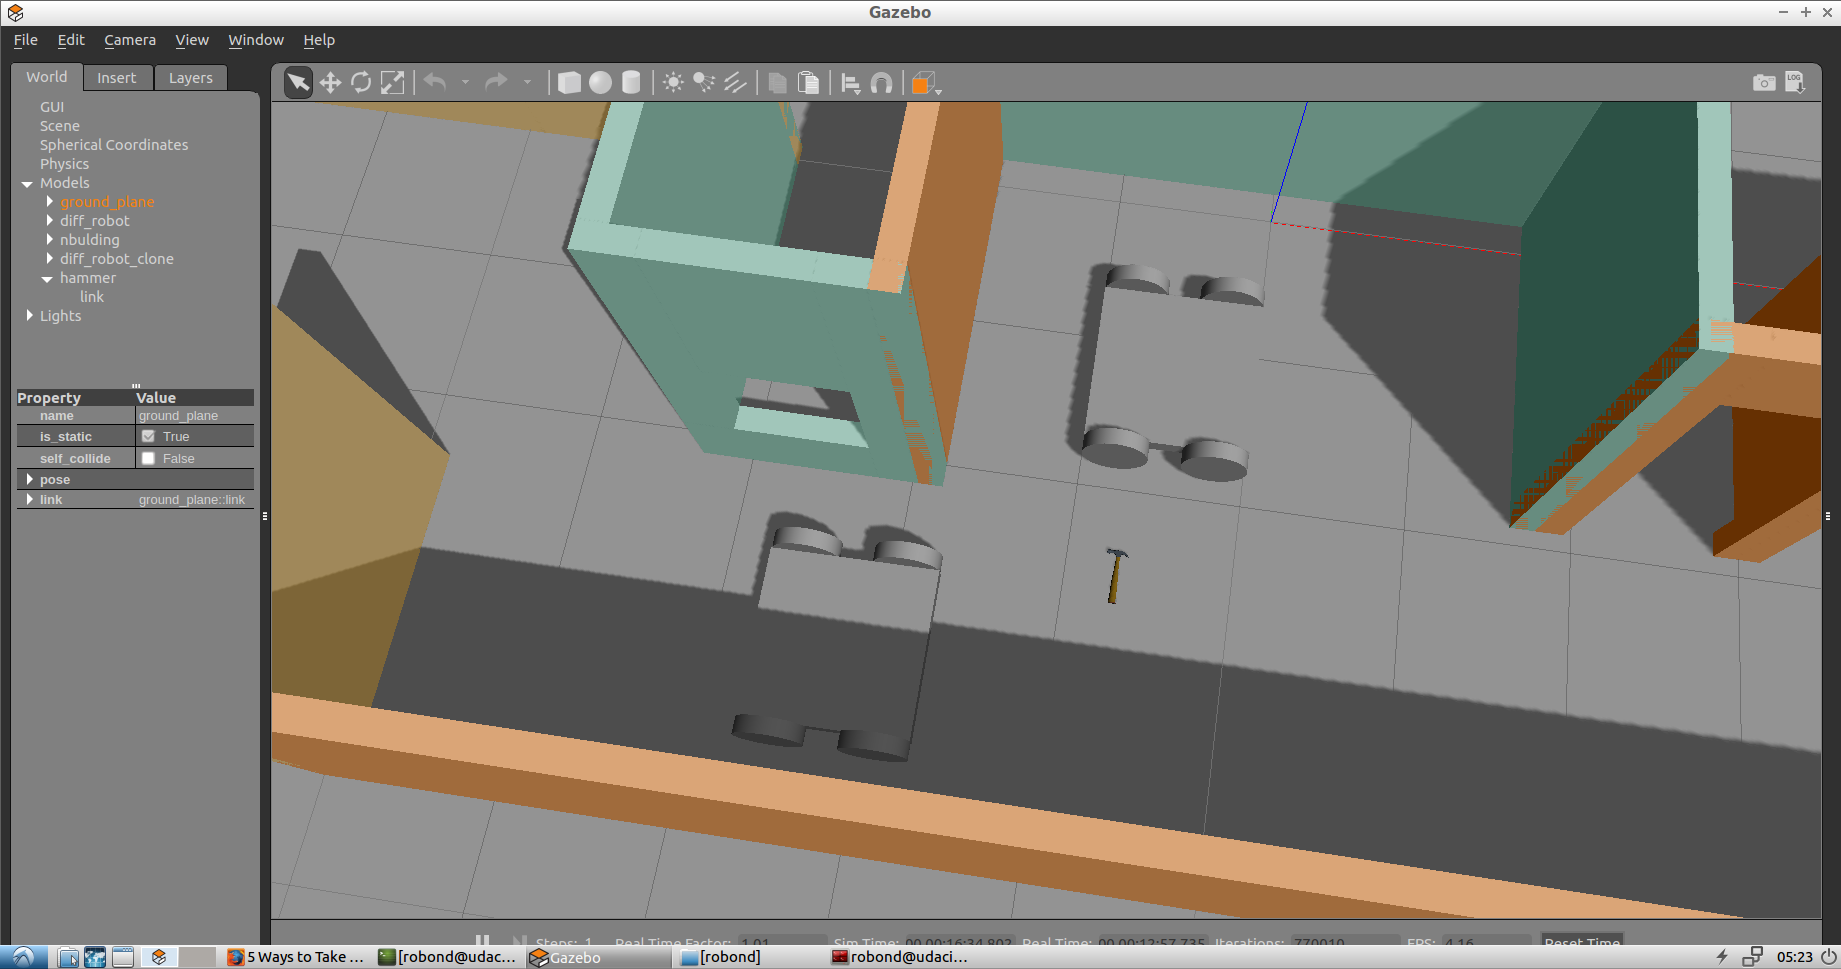 Gazebo
File Edit Camera View Window Help
World Insert Layers
LOG
GUI
Scene
Spherical Coordinates
Physics
Models
ground_plane
diff_robot
nbulding
diff_robot_clone
hammer
link
Lights
Property Value
name ground_plane
is_static True
self_collide False
pose
link ground_plane::link
Steps: 1 Real Time Factor: 1.01 Sim Time: 00 00:16:34.802 Real Time: 00 00:12:57.735 Iterations: 770010 FPS: 4.16 Reset Time
5 Ways to Take ... [robond@udac... Gazebo [robond] robond@udaci... 05:23